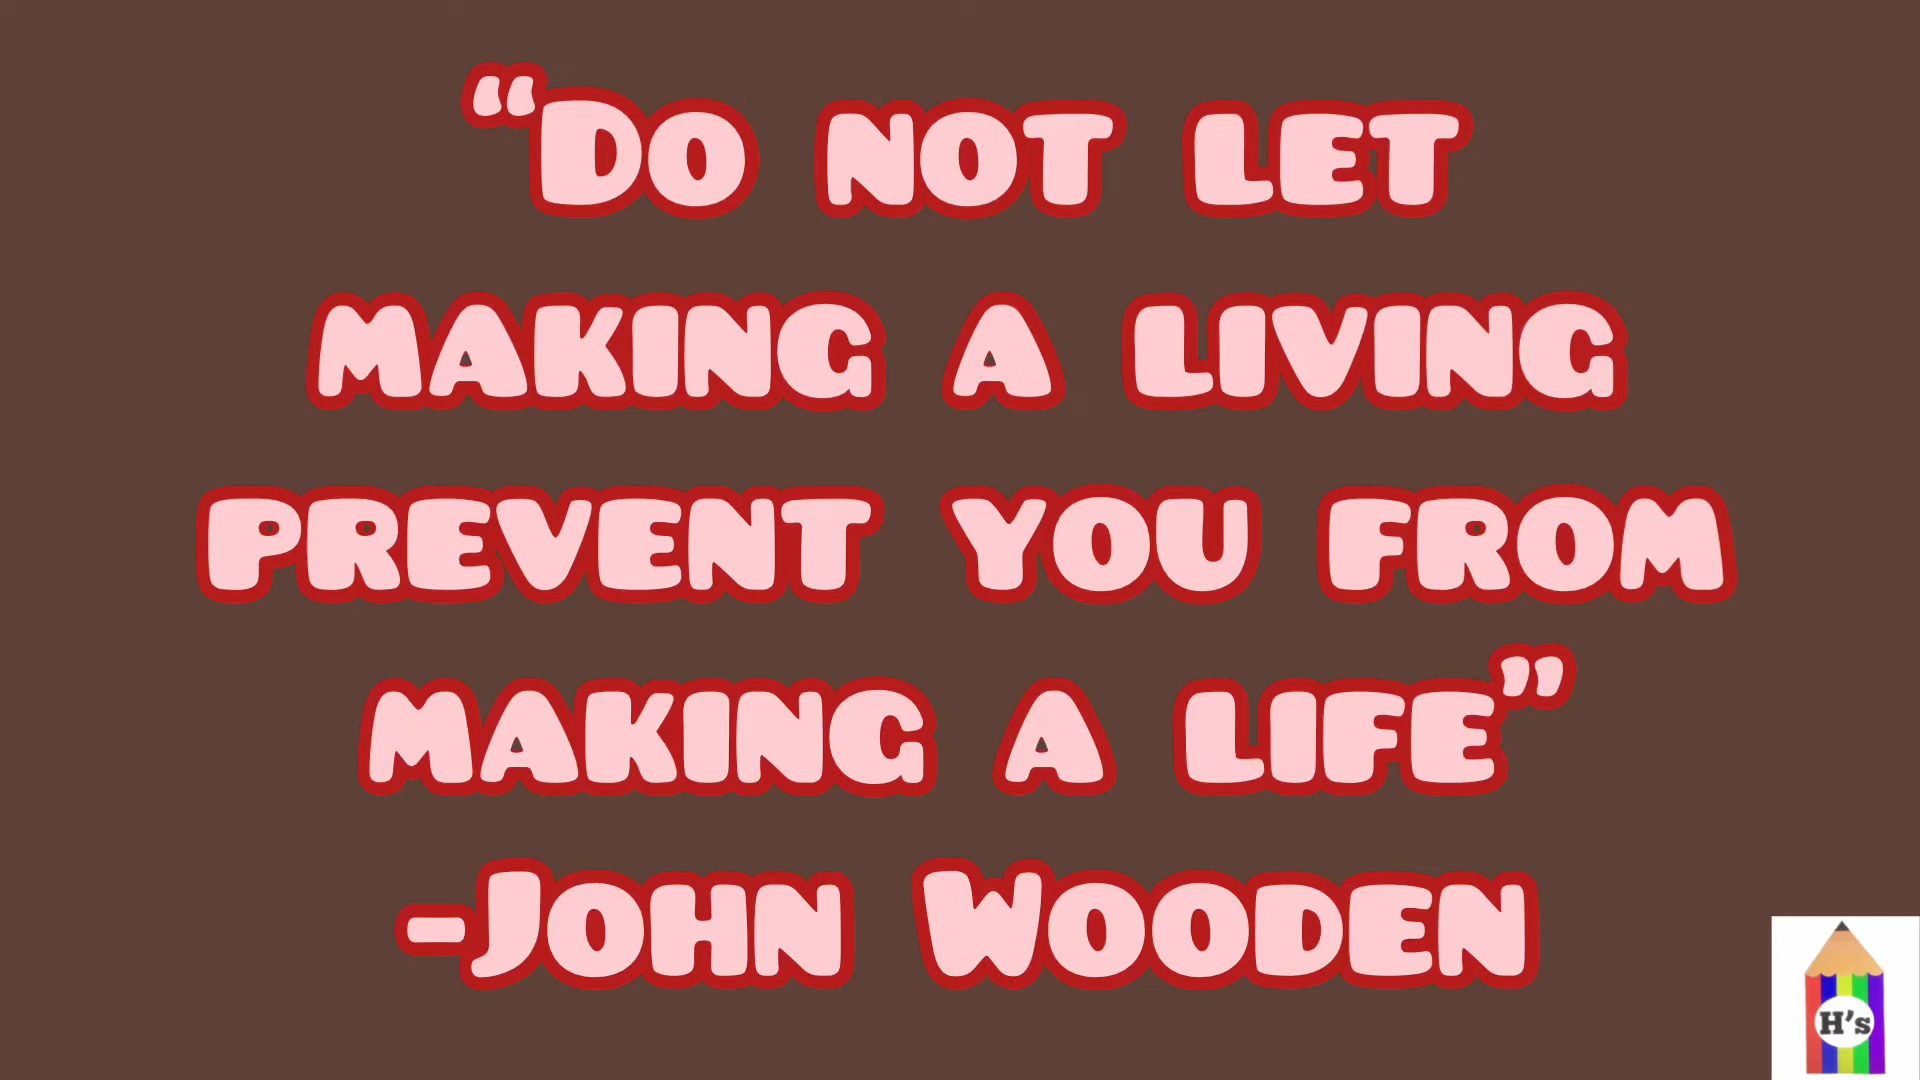 “Do not let
making a living
prevent you from
making a life”
-John Wooden
H's